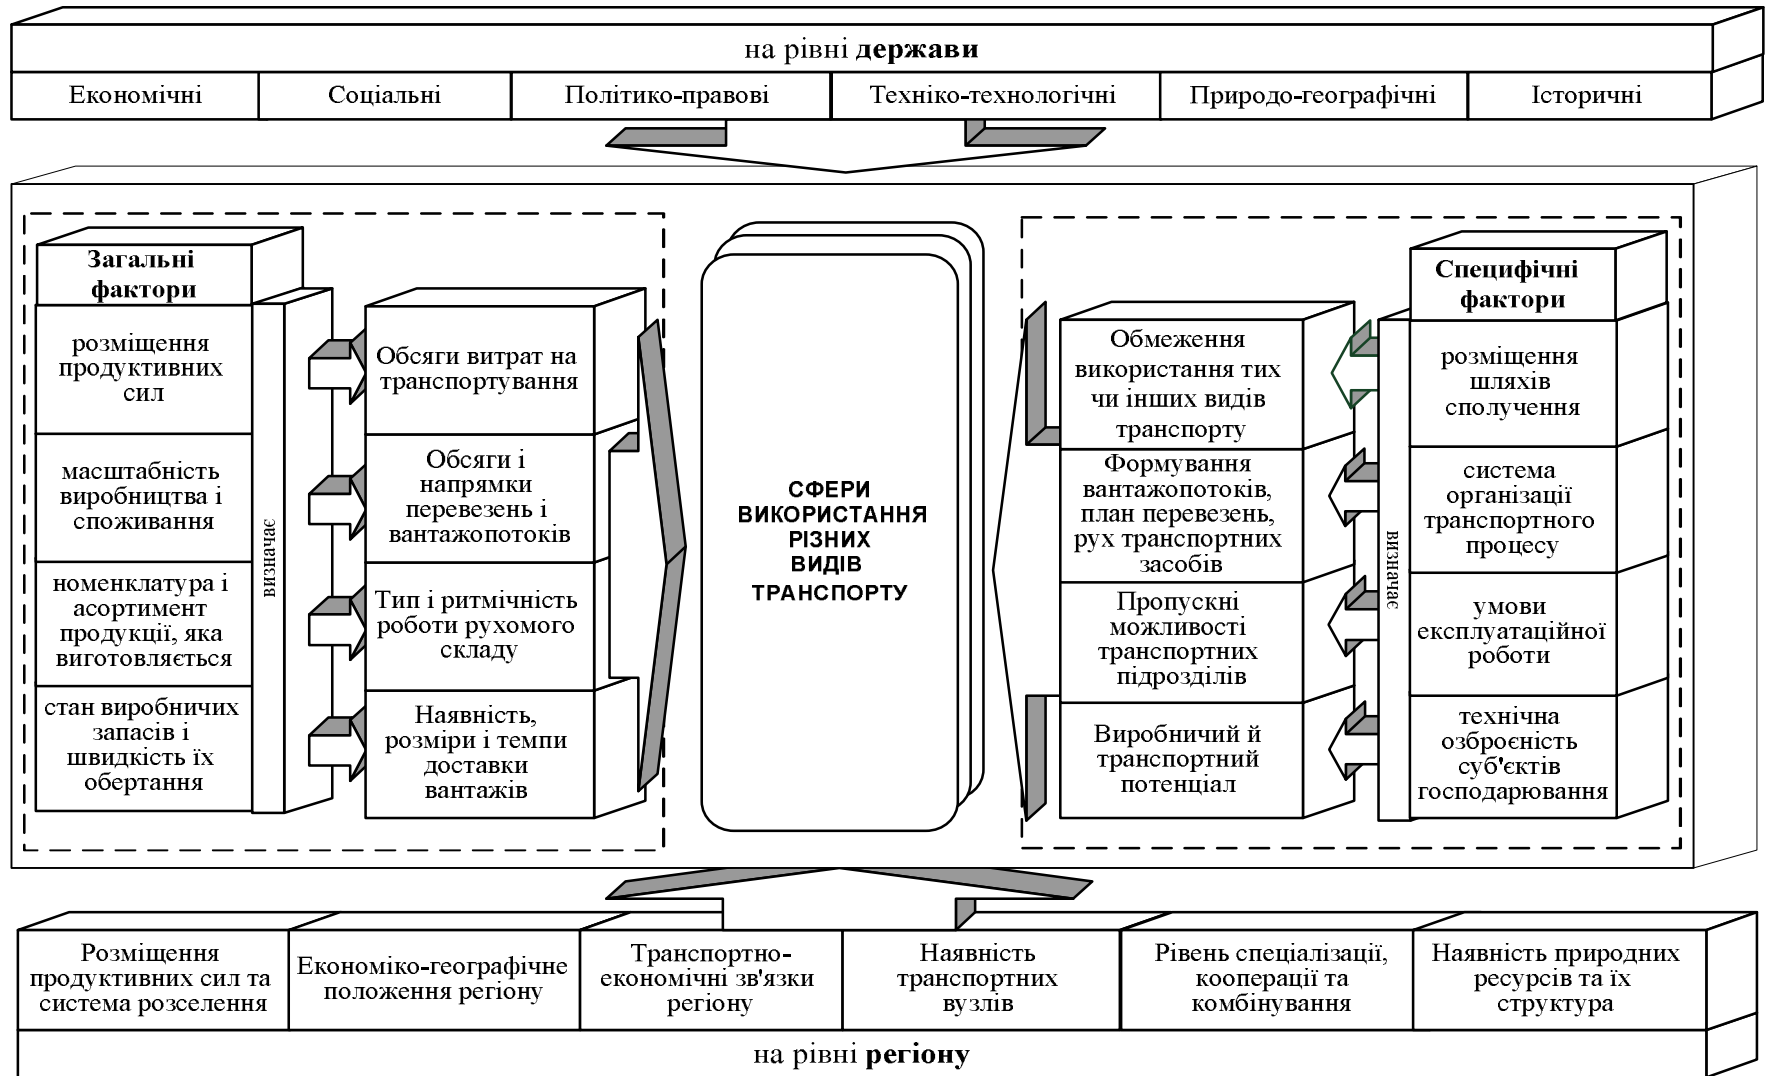 на рівні держави
Економічні
Соціальні
Політико-правові
Техніко-технологічні
Природо-географічні
Історичні
Загальні
фактори
розміщення
продуктивних
сил
масштабність
виробництва і
споживання
номенклатура і
асортимент
продукції, яка
виготовляється
стан виробничих
запасів і
швидкість їх
обертання
визначає
Обсяги витрат на
транспортування
Обсяги і
напрямки
перевезень і
вантажопотоків
Тип і ритмічність
роботи рухомого
складу
Наявність,
розміри і темпи
доставки
вантажів
СФЕРИ
ВИКОРИСТАННЯ
РІЗНИХ
ВИДІВ
ТРАНСПОРТУ
Обмеження
використання тих
чи інших видів
транспорту
Формування
вантажопотоків,
план перевезень,
рух транспортних
засобів
Пропускні
можливості
транспортних
підрозділів
Виробничий й
транспортний
потенціал
визначає
Специфічні
фактори
розміщення
шляхів
сполучення
система
організації
транспортного
процесу
умови
експлуатаційної
роботи
технічна
озброєність
суб'єктів
господарювання
Розміщення
продуктивних сил та
система розселення
Економіко-географічне
положення регіону
Транспортно-
економічні зв'язки
регіону
Наявність
транспортних
вузлів
Рівень спеціалізації,
кооперації та
комбінування
Наявність природних
ресурсів та їх
структура
на рівні регіону